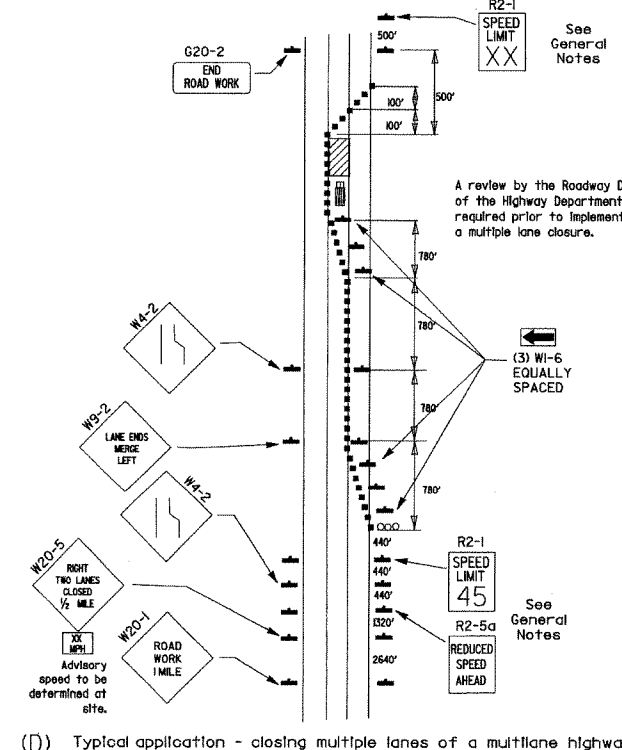 R2-1
SPEED
LIMIT
XX
See
General
Notes
G20-2
END
ROAD WORK
500'
500'
100'
100'
A review by the Roadway D
of the Highway Department
required prior to implement
a multiple lane closure.
780'
780'
780'
780'
(3) W1-6
EQUALLY
SPACED
W4-2
W9-2
LANE ENDS
MERGE
LEFT
W4-2
W20-5
RIGHT
TWO LANES
CLOSED
1/2 MILE
XX
MPH
Advisory
speed to be
determined at
site.
W20-1
ROAD
WORK
1 MILE
440'
440'
440'
1320'
2640'
R2-1
SPEED
LIMIT
45
See
General
Notes
R2-5a
REDUCED
SPEED
AHEAD
(D) Typical application - closing multiple lanes of a multilane highwa